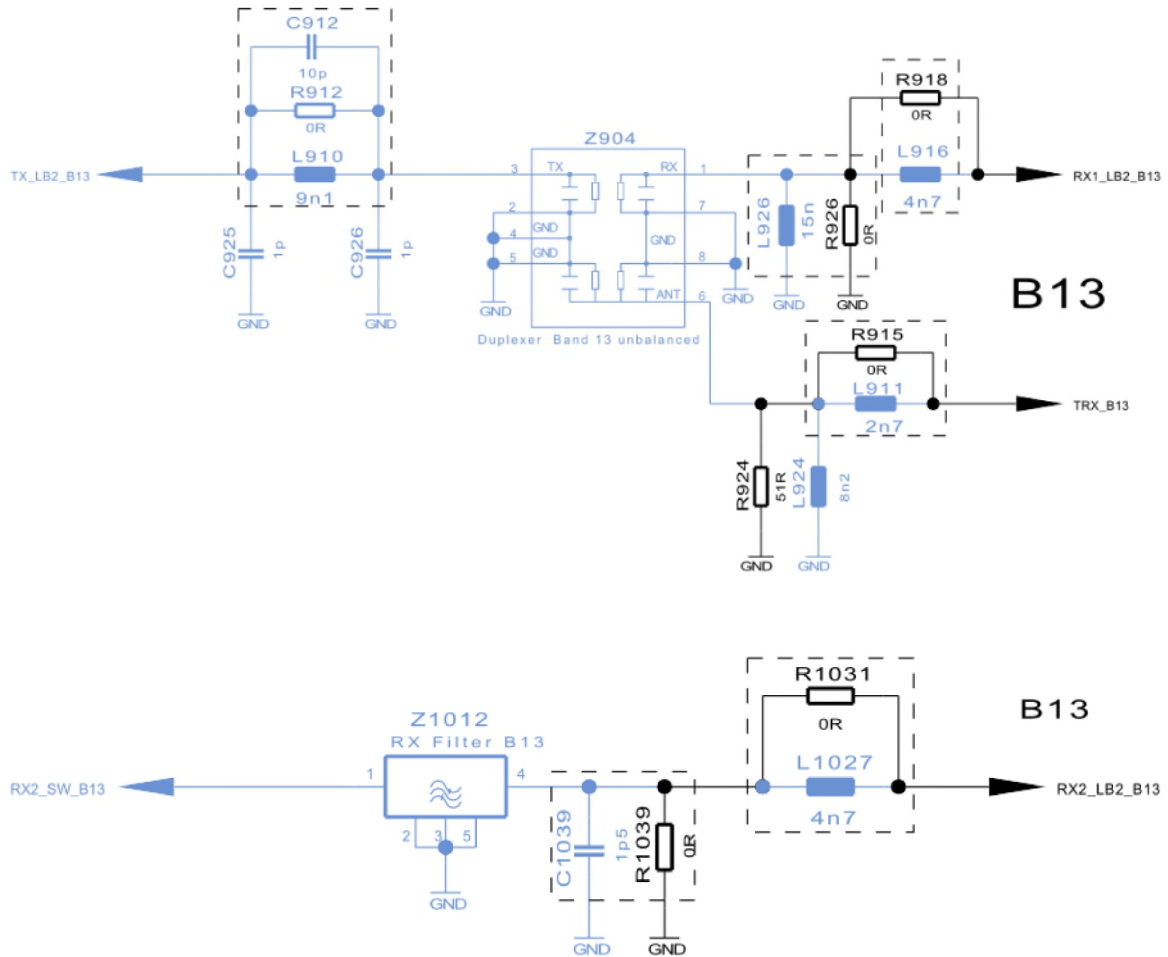 C912
10p
R912
0R
L910
9n1
TX_LB2_B13
C925
1p
C926
1p
GND
GND
Z904
3
TX
RX
1
2
4
5
GND
GND
GND
7
8
ANT
6
GND
GND
Duplexer Band 13 unbalanced
R918
0R
L916
4n7
RX1_LB2_B13
L926
15n
R926
0R
GND
GND
B13
R915
0R
L911
2n7
TRX_B13
R924
51R
L924
8n2
GND
GND
R1031
0R
L1027
4n7
B13
Z1012
RX Filter B13
RX2_SW_B13
1
4
2
3
5
GND
C1039
1p5
R1039
0R
GND
GND
RX2_LB2_B13